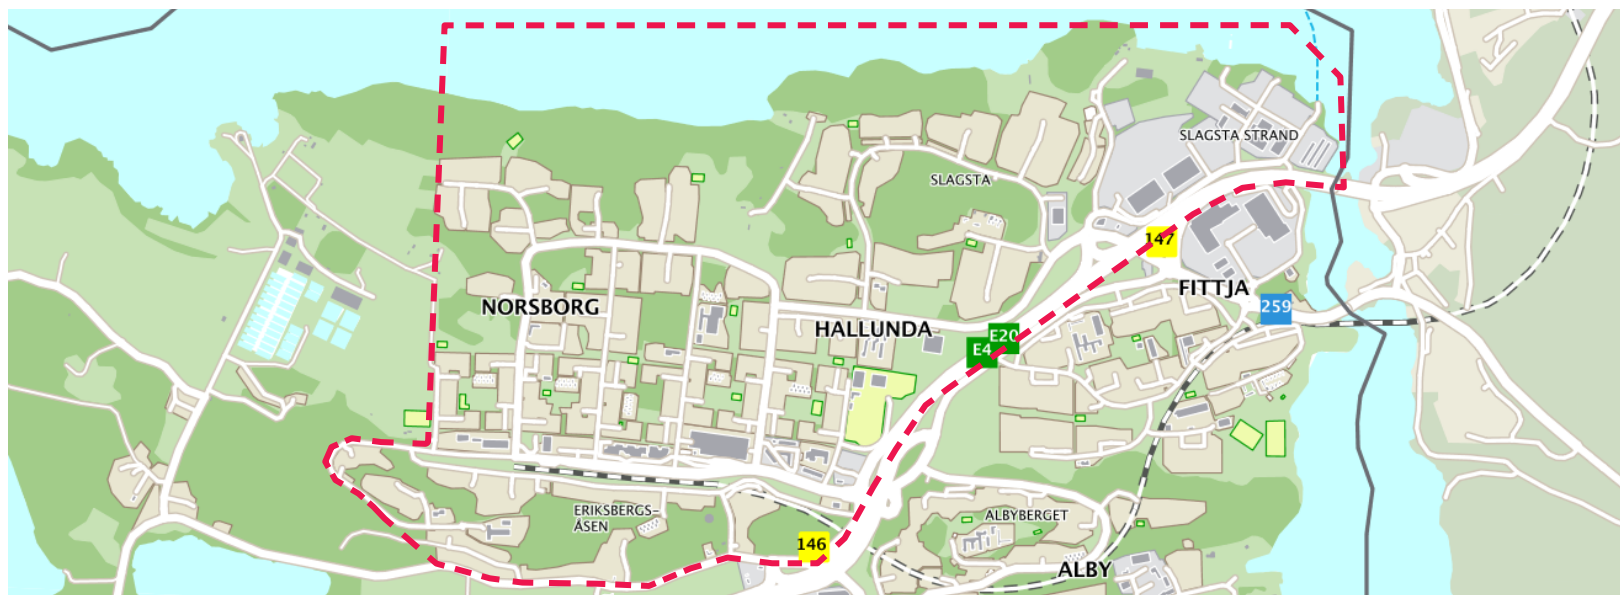 SLAGSTA STRAND
SLAGSTA
147
FITTJA
NORSBORG
259
HALLUNDA
E20
E4
ERIKSBERGS-
ÅSEN
ALBYBERGET
146
ALBY